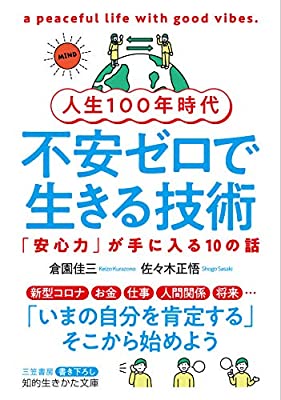 a peaceful life with good vibes.
MIND
人生100年時代
不安ゼロで
生きる技術
「安心力」が手に入る10の話
倉園佳三 Keizo Kurazono 佐々木正悟 Shogo Sasaki
新型コロナ お金 仕事 人間関係 将来…
「いまの自分を肯定する」
そこから始めよう
三笠書房 書き下ろし
知的生きかた文庫